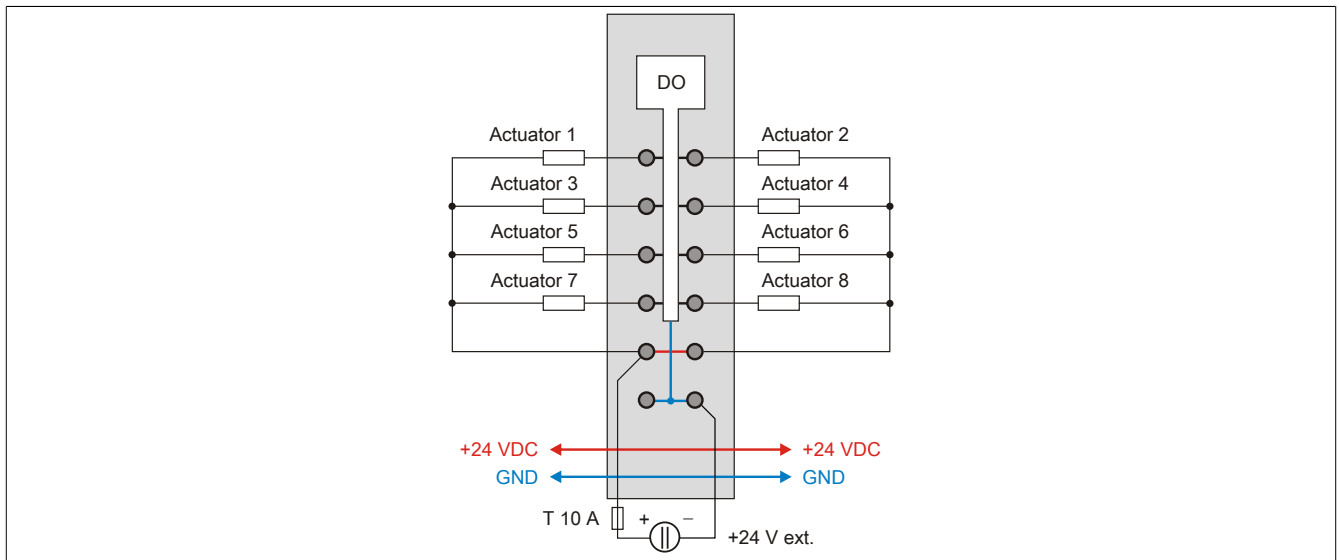 DO
Actuator 1 Actuator 2
Actuator 3 Actuator 4
Actuator 5 Actuator 6
Actuator 7 Actuator 8
+24 VDC +24 VDC
GND GND
T 10 A + −
+24 V ext.